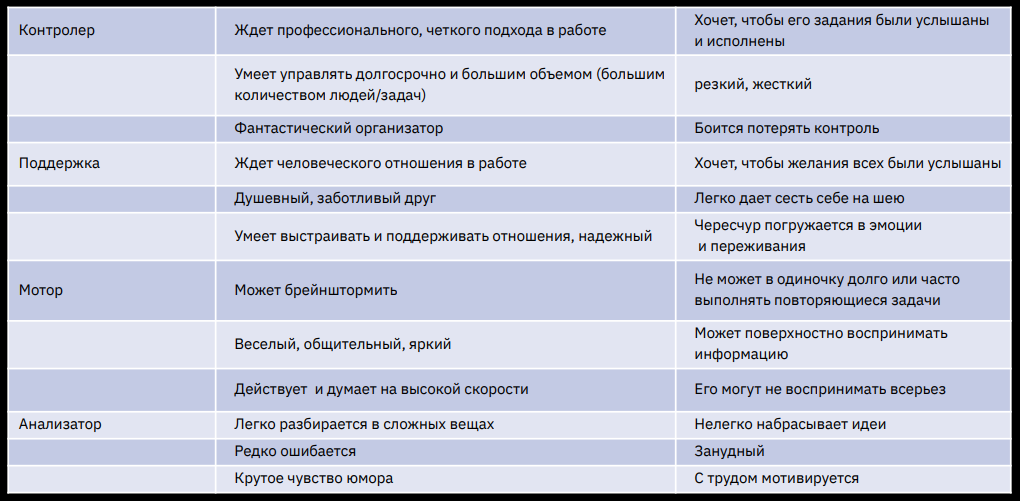 Контролер
Ждет профессионального, четкого подхода в работе
Хочет, чтобы его задания были услышаны
и исполнены
Умеет управлять долгосрочно и большим объемом (большим
количеством людей/задач)
резкий, жесткий
Фантастический организатор
Боится потерять контроль
Поддержка
Ждет человеческого отношения в работе
Хочет, чтобы желания всех были услышаны
Душевный, заботливый друг
Легко дает сесть себе на шею
Умеет выстраивать и поддерживать отношения, надежный
Чересчур погружается в эмоции
и переживания
Мотор
Может брейнштормить
Не может в одиночку долго или часто
выполнять повторяющиеся задачи
Веселый, общительный, яркий
Может поверхностно воспринимать
информацию
Действует и думает на высокой скорости
Его могут не воспринимать всерьез
Анализатор
Легко разбирается в сложных вещах
Нелегко набрасывает идеи
Редко ошибается
Занудный
Крутое чувство юмора
С трудом мотивируется